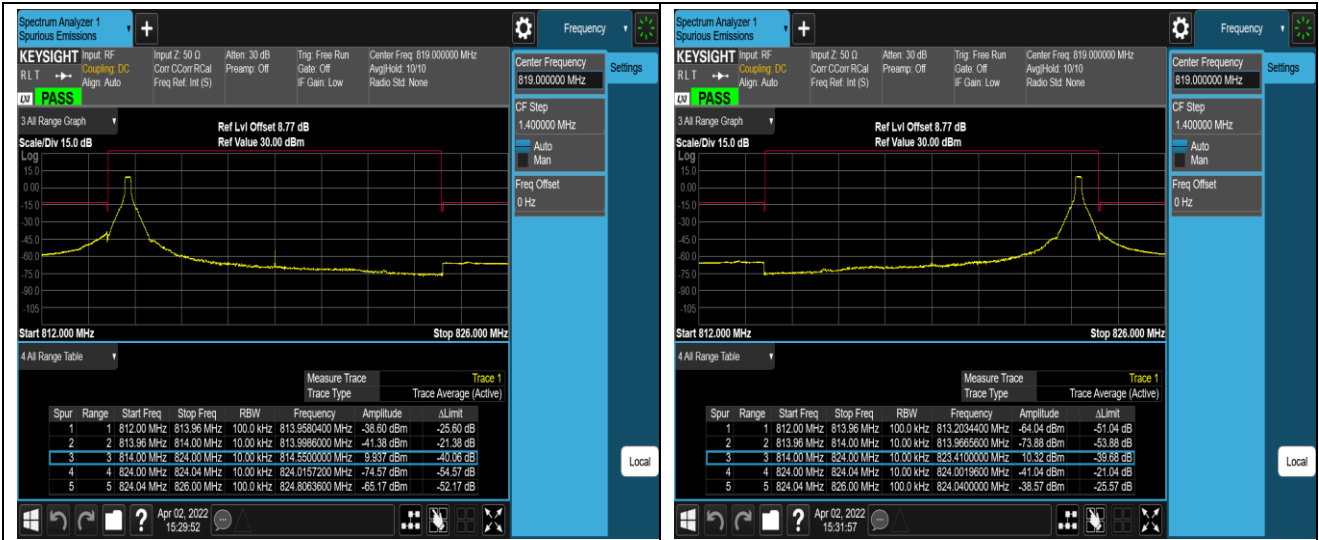 Spectrum Analyzer 1
Spurious Emissions
Frequency
KEYSIGHT Input: RF Input Z: 50 Ω Atten: 30 dB Trig: Free Run Center Freq: 819.000000 MHz
Coupling: DC Corr CCorr RCal Preamp: Off Gate: Off Avg|Hold: 10/10
RLT Align: Auto Freq Ref: Int (S) IF Gain: Low Radio Std: None
LXI PASS
Center Frequency
819.000000 MHz
Settings
CF Step
1.400000 MHz
Auto
Man
Freq Offset
0 Hz
3 All Range Graph
Ref Lvl Offset 8.77 dB
Scale/Div 15.0 dB Ref Value 30.00 dBm
Log
15.0
0.00
-15.0
-30.0
-45.0
-60.0
-75.0
-90.0
-105
Start 812.000 MHz Stop 826.000 MHz
4 All Range Table
Measure Trace Trace 1
Trace Type Trace Average (Active)
Spur Range Start Freq Stop Freq RBW Frequency Amplitude ΔLimit
1 1 812.00 MHz 813.96 MHz 100.0 kHz 813.9580400 MHz -38.60 dBm -25.60 dB
2 2 813.96 MHz 814.00 MHz 10.00 kHz 813.9986000 MHz -41.38 dBm -21.38 dB
3 3 814.00 MHz 824.00 MHz 10.00 kHz 814.5500000 MHz 9.937 dBm -40.06 dB
4 4 824.00 MHz 824.04 MHz 10.00 kHz 824.0157200 MHz -74.57 dBm -54.57 dB
5 5 824.04 MHz 826.00 MHz 100.0 kHz 824.8063600 MHz -65.17 dBm -52.17 dB
Local
? Apr 02, 2022
15:29:52
Spectrum Analyzer 1
Spurious Emissions
Frequency
KEYSIGHT Input: RF Input Z: 50 Ω Atten: 30 dB Trig: Free Run Center Freq: 819.000000 MHz
Coupling: DC Corr CCorr RCal Preamp: Off Gate: Off Avg|Hold: 10/10
RLT Align: Auto Freq Ref: Int (S) IF Gain: Low Radio Std: None
LXI PASS
Center Frequency
819.000000 MHz
Settings
CF Step
1.400000 MHz
Auto
Man
Freq Offset
0 Hz
3 All Range Graph
Ref Lvl Offset 8.77 dB
Scale/Div 15.0 dB Ref Value 30.00 dBm
Log
15.0
0.00
-15.0
-30.0
-45.0
-60.0
-75.0
-90.0
-105
Start 812.000 MHz Stop 826.000 MHz
4 All Range Table
Measure Trace Trace 1
Trace Type Trace Average (Active)
Spur Range Start Freq Stop Freq RBW Frequency Amplitude ΔLimit
1 1 812.00 MHz 813.96 MHz 100.0 kHz 813.2034400 MHz -64.04 dBm -51.04 dB
2 2 813.96 MHz 814.00 MHz 10.00 kHz 813.9665600 MHz -73.88 dBm -53.88 dB
3 3 814.00 MHz 824.00 MHz 10.00 kHz 823.4100000 MHz 10.32 dBm -39.68 dB
4 4 824.00 MHz 824.04 MHz 10.00 kHz 824.0019600 MHz -41.04 dBm -21.04 dB
5 5 824.04 MHz 826.00 MHz 100.0 kHz 824.0400000 MHz -38.57 dBm -25.57 dB
Local
? Apr 02, 2022
15:31:57